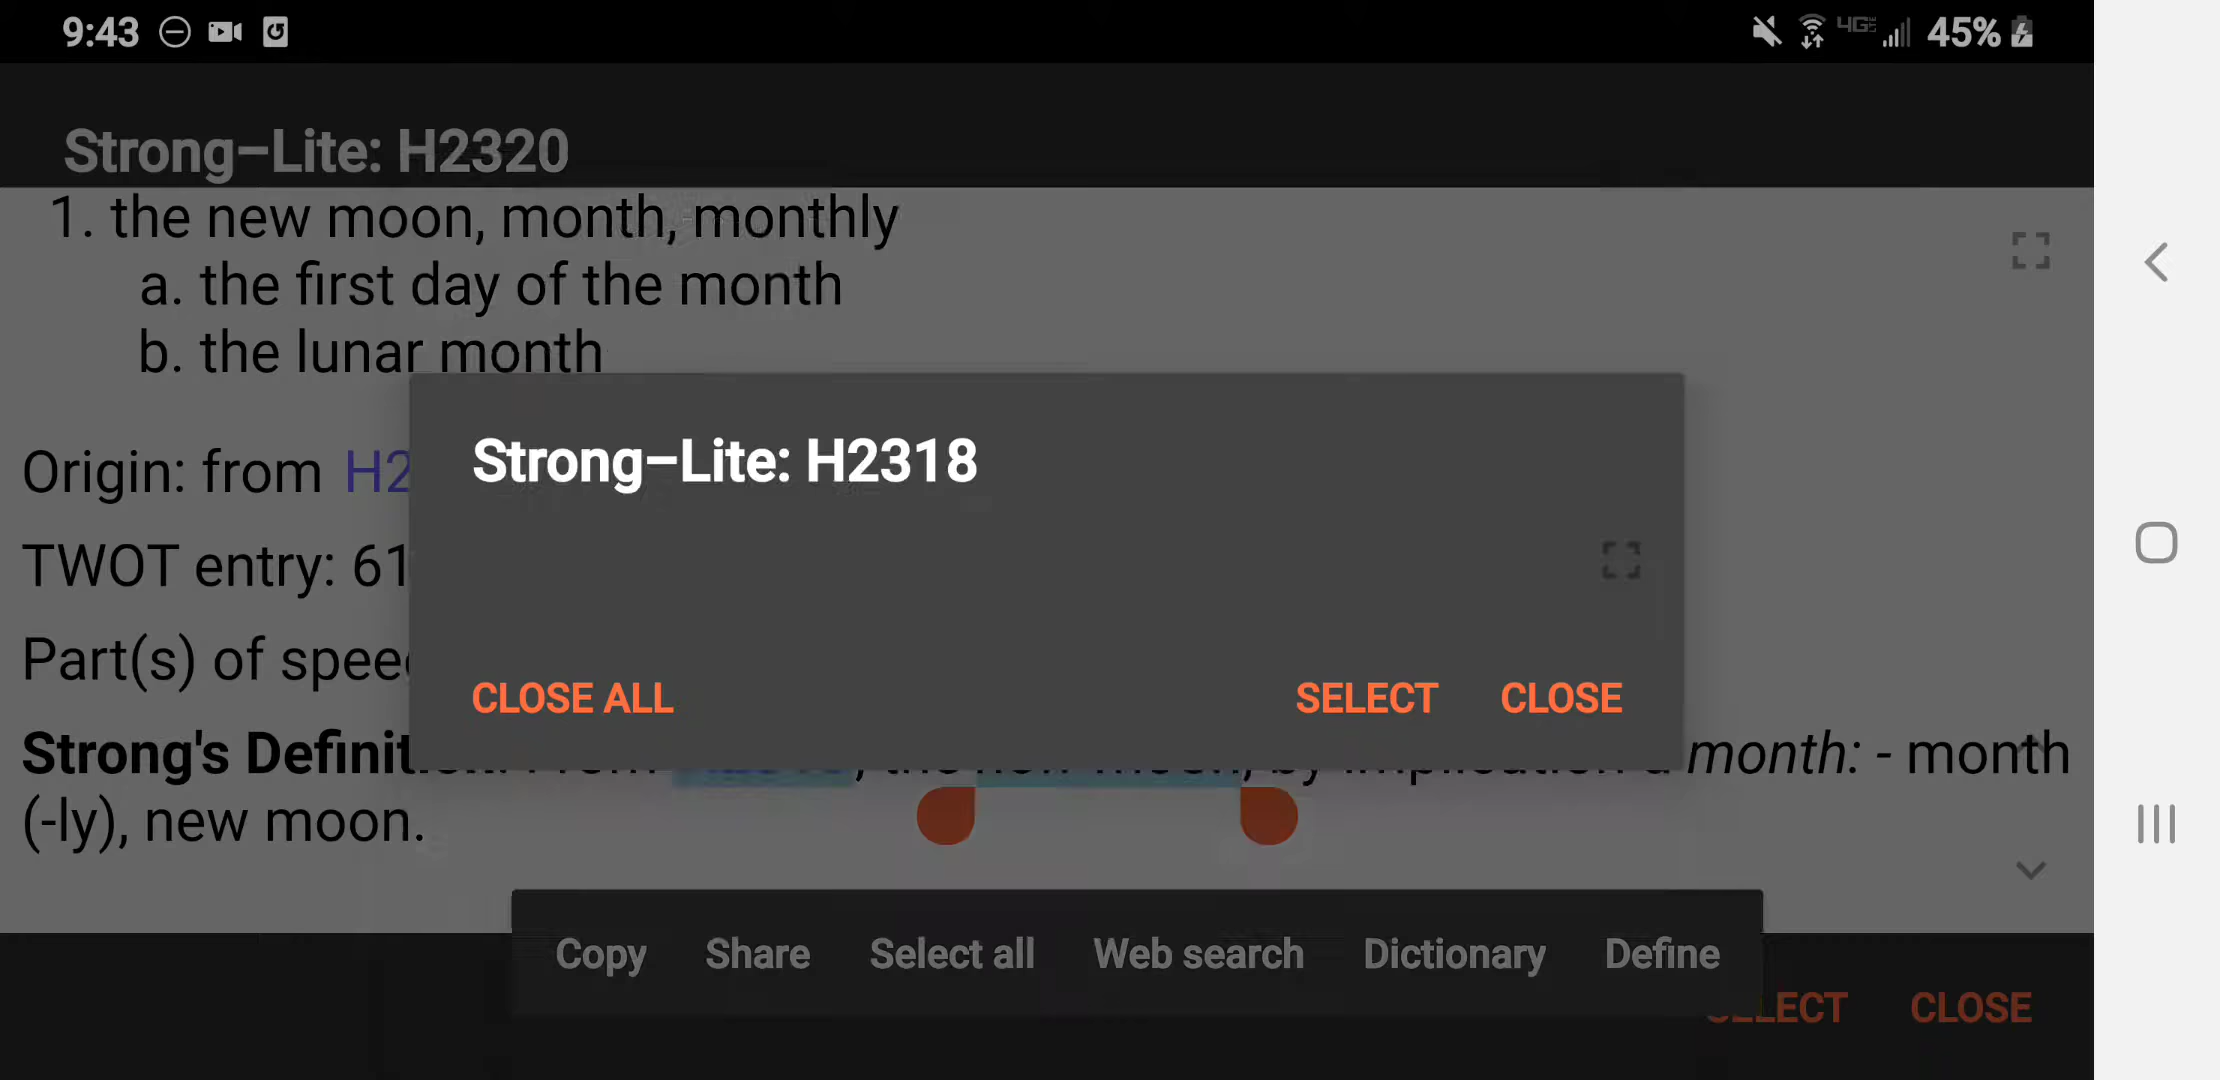 9:43 4G LTE 45%
Strong–Lite: H2320
1. the new moon, month, monthly
a. the first day of the month
b. the lunar month
Origin: from H2
TWOT entry: 61
Part(s) of spee
Strong–Lite: H2318
CLOSE ALL SELECT CLOSE
Strong's Definit month: - month
(-ly), new moon.
Copy Share Select all Web search Dictionary Define
CLOSE